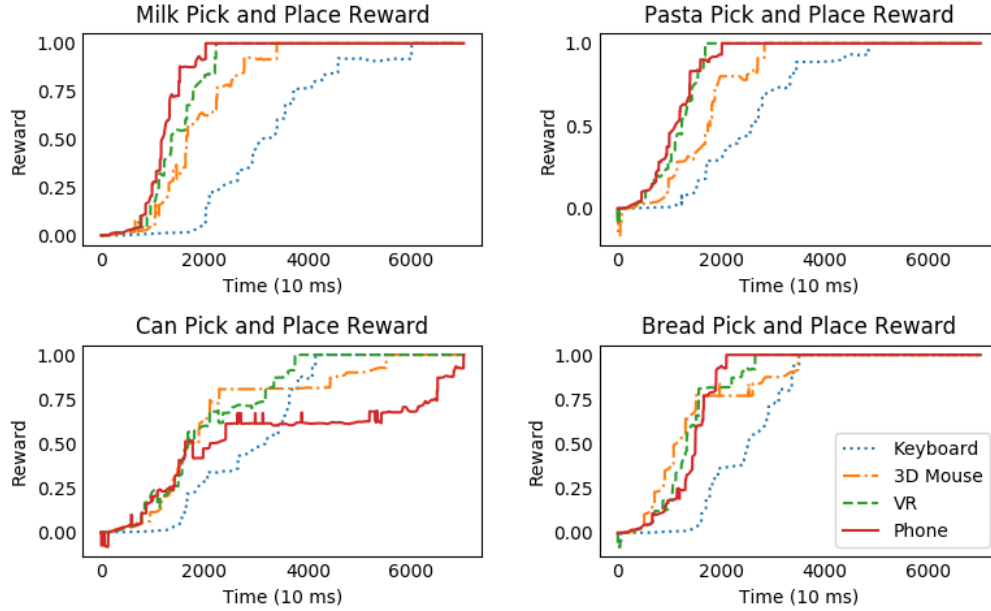 Milk Pick and Place Reward
Pasta Pick and Place Reward
1.00
0.75
0.50
0.25
0.00
Reward
0 2000 4000 6000
Time (10 ms)
1.0
0.5
0.0
Reward
0 2000 4000 6000
Time (10 ms)
Can Pick and Place Reward
Bread Pick and Place Reward
1.00
0.75
0.50
0.25
0.00
Reward
0 2000 4000 6000
Time (10 ms)
1.00
0.75
0.50
0.25
0.00
Reward
Keyboard
3D Mouse
VR
Phone
0 2000 4000 6000
Time (10 ms)